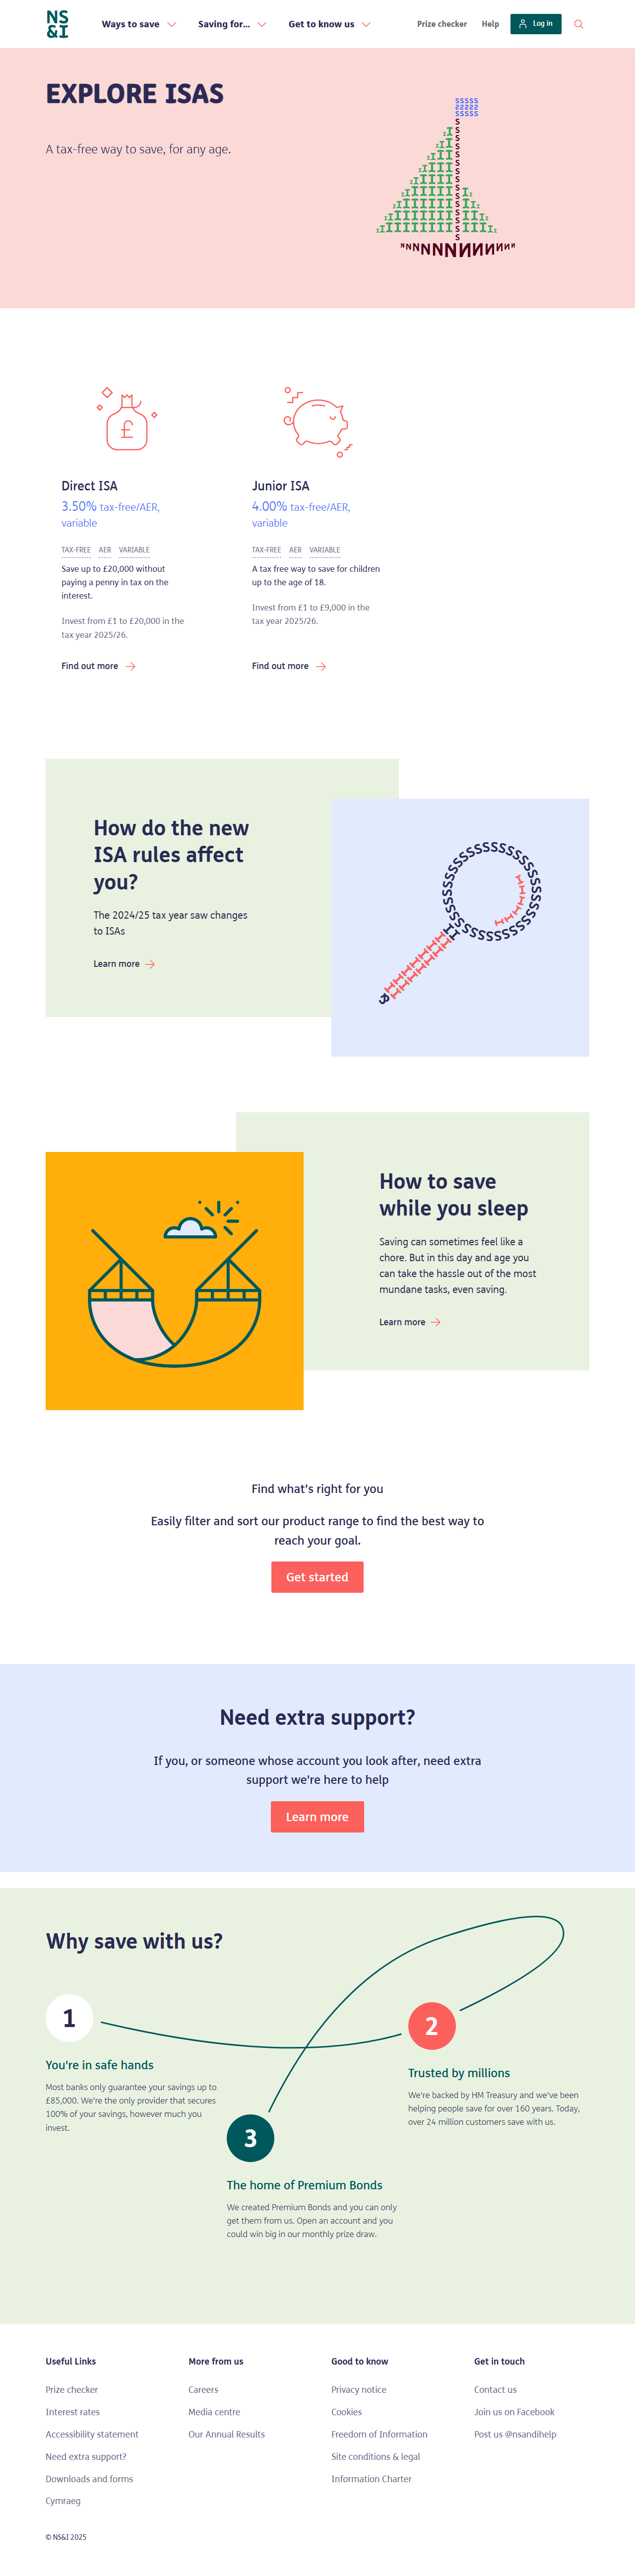 NS
&I
Ways to save
Saving for...
Get to know us
Prize checker
Help
Log in
EXPLORE ISAS
A tax-free way to save, for any age.
Direct ISA
3.50% tax-free/AER,
variable
TAX-FREE AER VARIABLE
Save up to £20,000 without
paying a penny in tax on the
interest.
Invest from £1 to £20,000 in the
tax year 2025/26.
Find out more
Junior ISA
4.00% tax-free/AER,
variable
TAX-FREE AER VARIABLE
A tax free way to save for children
up to the age of 18.
Invest from £1 to £9,000 in the
tax year 2025/26.
Find out more
How do the new
ISA rules affect
you?
The 2024/25 tax year saw changes
to ISAs
Learn more
How to save
while you sleep
Saving can sometimes feel like a
chore. But in this day and age you
can take the hassle out of the most
mundane tasks, even saving.
Learn more
Find what's right for you
Easily filter and sort our product range to find the best way to
reach your goal.
Get started
Need extra support?
If you, or someone whose account you look after, need extra
support we're here to help
Learn more
Why save with us?
1
You're in safe hands
Most banks only guarantee your savings up to
£85,000. We're the only provider that secures
100% of your savings, however much you
invest.
2
Trusted by millions
We're backed by HM Treasury and we've been
helping people save for over 160 years. Today,
over 24 million customers save with us.
3
The home of Premium Bonds
We created Premium Bonds and you can only
get them from us. Open an account and you
could win big in our monthly prize draw.
Useful Links
Prize checker
Interest rates
Accessibility statement
Need extra support?
Downloads and forms
Cymraeg
More from us
Careers
Media centre
Our Annual Results
Good to know
Privacy notice
Cookies
Freedom of Information
Site conditions & legal
Information Charter
Get in touch
Contact us
Join us on Facebook
Post us @nsandihelp
© NS&I 2025